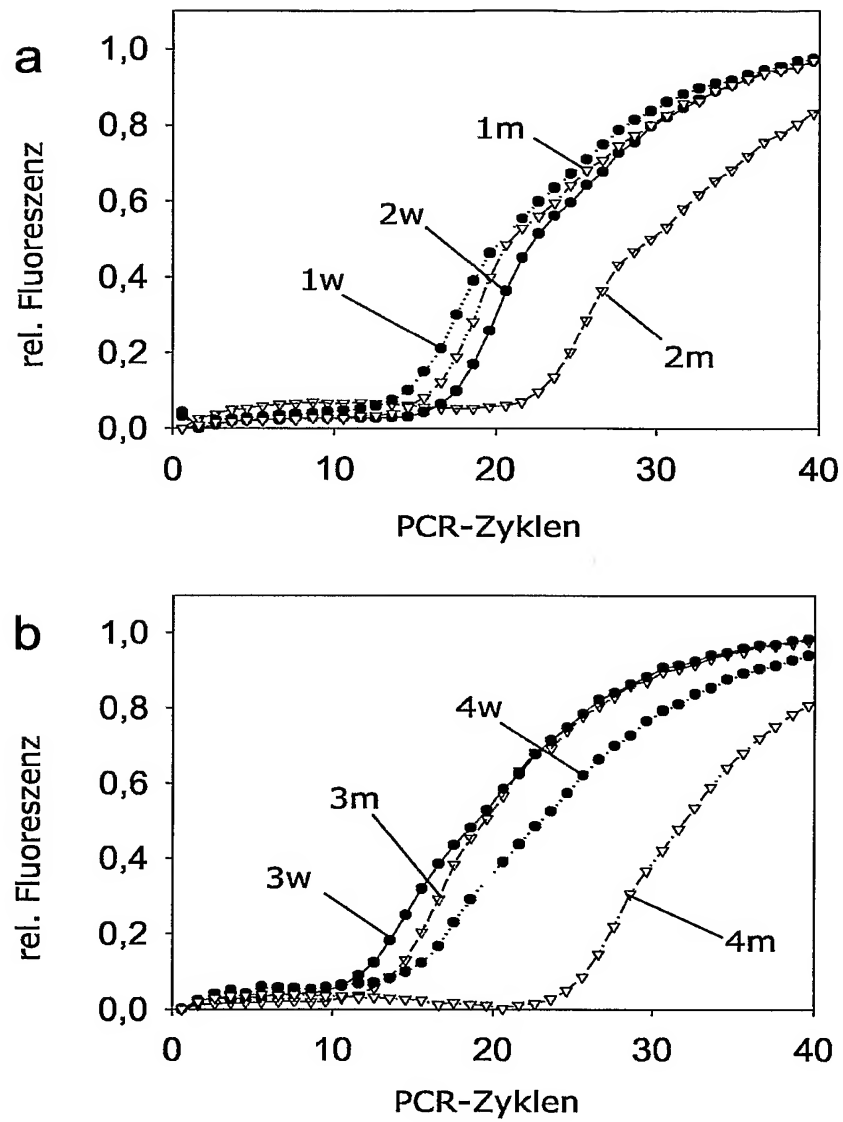 a
rel. Fluoreszenz
1,0
0,8
0,6
0,4
0,2
0,0
1m
2w
1w
2m
0 10 20 30 40
PCR-Zyklen
b
rel. Fluoreszenz
1,0
0,8
0,6
0,4
0,2
0,0
4w
3m
3w
4m
0 10 20 30 40
PCR-Zyklen